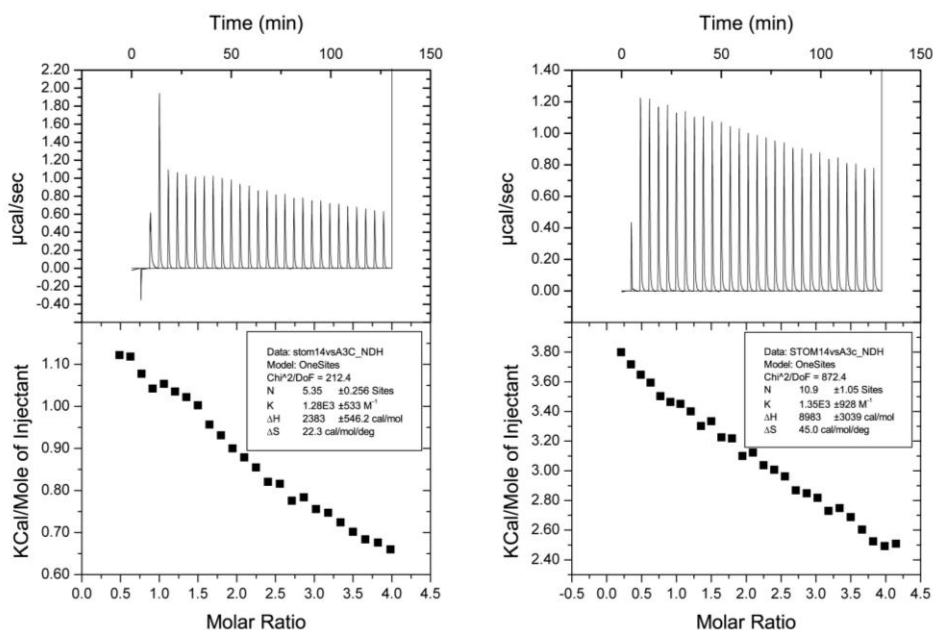 Time (min)
0 50 100 150
2.20
2.00
1.80
1.60
1.40
1.20
1.00
0.80
0.60
0.40
0.20
0.00
-0.20
-0.40
µcal/sec
1.10
1.00
0.90
0.80
0.70
0.60
KCal/Mole of Injectant
Data: stom14vsA3C_NDH
Model: OneSites
Chi^2/DoF = 212.4
N 5.35 ±0.256 Sites
K 1.28E3 ±533 M⁻¹
ΔH 2383 ±546.2 cal/mol
ΔS 22.3 cal/mol/deg
0.0 0.5 1.0 1.5 2.0 2.5 3.0 3.5 4.0 4.5
Molar Ratio
Time (min)
0 50 100 150
1.40
1.20
1.00
0.80
0.60
0.40
0.20
0.00
µcal/sec
3.80
3.60
3.40
3.20
3.00
2.80
2.60
2.40
KCal/Mole of Injectant
Data: STOM14vsA3c_NDH
Model: OneSites
Chi^2/DoF = 872.4
N 10.9 ±1.05 Sites
K 1.35E3 ±928 M⁻¹
ΔH 8983 ±3039 cal/mol
ΔS 45.0 cal/mol/deg
-0.5 0.0 0.5 1.0 1.5 2.0 2.5 3.0 3.5 4.0 4.5
Molar Ratio